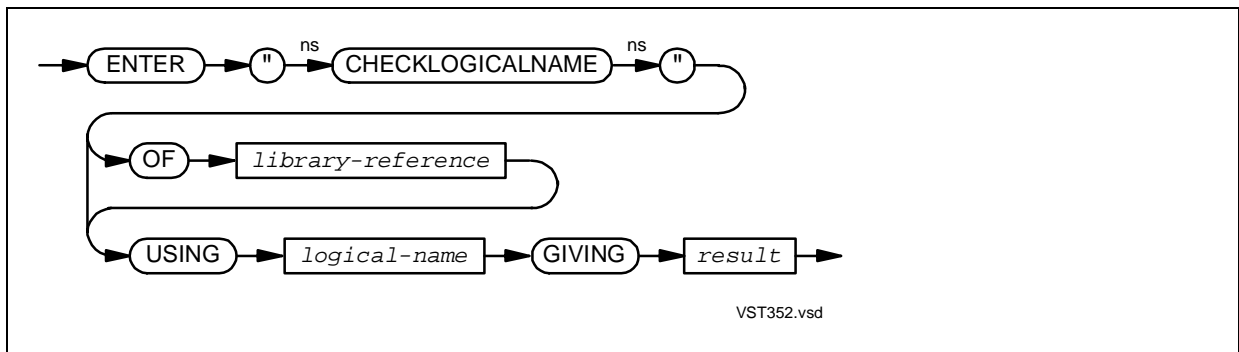 ns ns
ENTER " CHECKLOGICALNAME "
OF library-reference
USING logical-name GIVING result
VST352.vsd